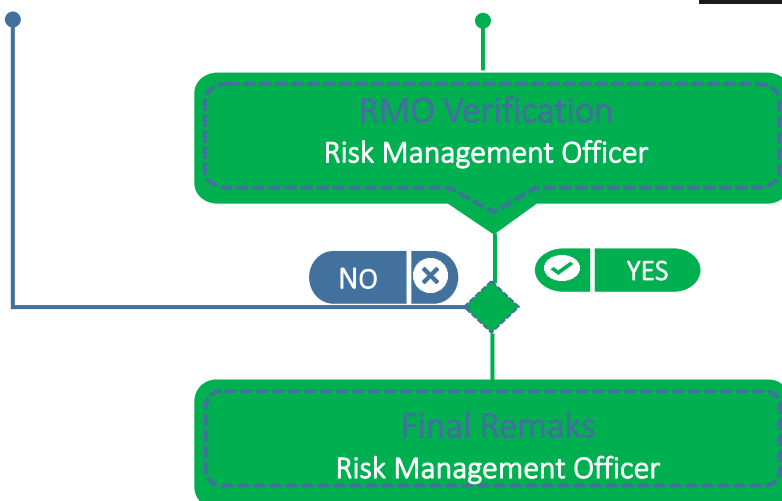 RMO Verification
Risk Management Officer
NO
YES
Final Remaks
Risk Management Officer